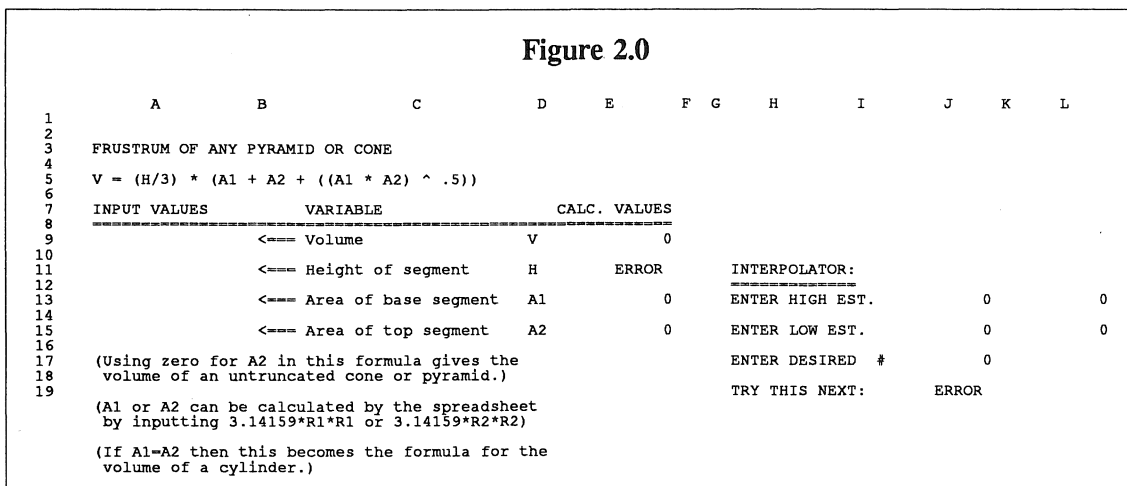 Figure 2.0
A B C D E F G H I J K L
1
2
3 FRUSTRUM OF ANY PYRAMID OR CONE
4
5 V = (H/3) * (A1 + A2 + ((A1 * A2) ^ .5))
6
7 INPUT VALUES VARIABLE CALC. VALUES
8 ==================================================
9 <=== Volume V 0
10
11 <=== Height of segment H ERROR INTERPOLATOR:
12 =============
13 <=== Area of base segment A1 0 ENTER HIGH EST. 0 0
14
15 <=== Area of top segment A2 0 ENTER LOW EST. 0 0
16
17 (Using zero for A2 in this formula gives the ENTER DESIRED # 0
18 volume of an untruncated cone or pyramid.)
19 TRY THIS NEXT: ERROR
(A1 or A2 can be calculated by the spreadsheet
by inputting 3.14159*R1*R1 or 3.14159*R2*R2)
(If A1=A2 then this becomes the formula for the
volume of a cylinder.)